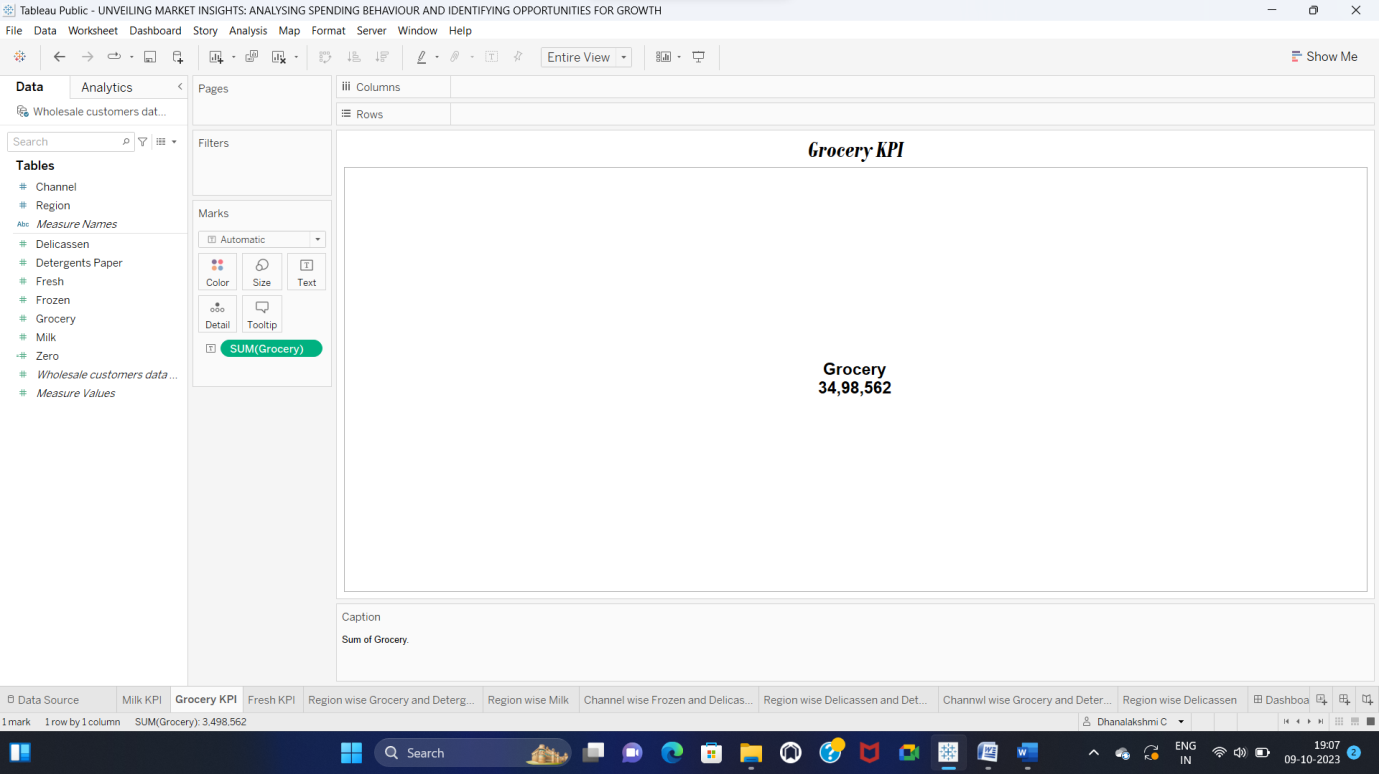 Tableau Public - UNVEILING MARKET INSIGHTS: ANALYSING SPENDING BEHAVIOUR AND IDENTIFYING OPPORTUNITIES FOR GROWTH
File Data Worksheet Dashboard Story Analysis Map Format Server Window Help
Entire View
Show Me
Data Analytics
Wholesale customers dat...
Search
Tables
Channel
Region
Abc Measure Names
Delicassen
Detergents Paper
Fresh
Frozen
Grocery
Milk
Zero
Wholesale customers data ...
Measure Values
Pages
Filters
Marks
Automatic
Color Size Text
Detail Tooltip
SUM(Grocery)
Columns
Rows
Grocery KPI
Grocery
34,98,562
Caption
Sum of Grocery.
Data Source Milk KPI Grocery KPI Fresh KPI Region wise Grocery and Deterg... Region wise Milk Channel wise Frozen and Delicas... Region wise Delicassen and Det... Channwl wise Grocery and Deter... Region wise Delicassen Dashboa
1 mark 1 row by 1 column SUM(Grocery): 3,498,562 Dhanalakshmi C
Search
ENG
IN
19:07
09-10-2023
2